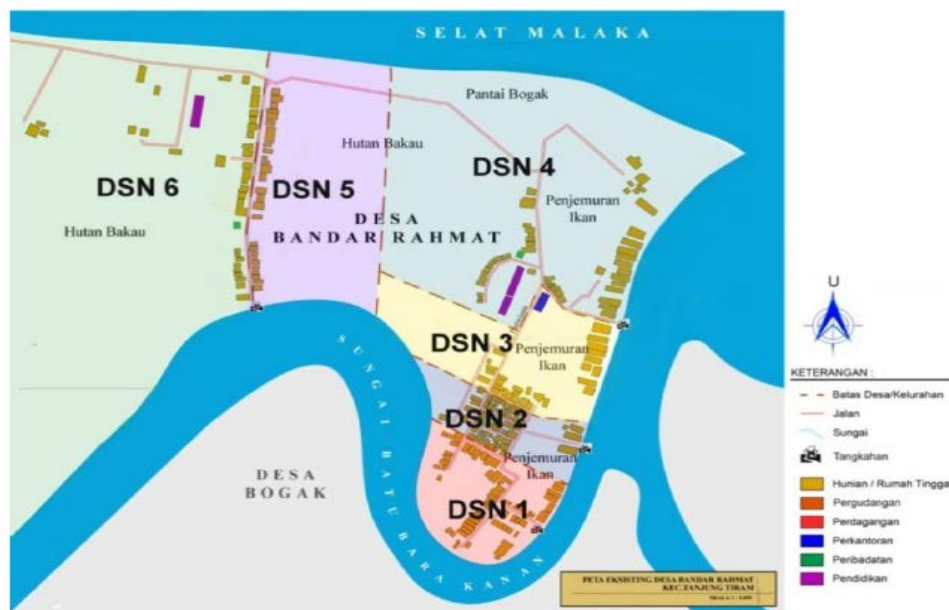 SELAT MALAKA
Pantai Bogak
Hutan Bakau
DSN 6
DSN 5
DSN 4
Penjemuran
Ikan
Hutan Bakau
DESA
BANDAR RAHMAT
DSN 3
Penjemuran
Ikan
DSN 2
Penjemuran
Ikan
DSN 1
DESA
BOGAK
SUNGAI BATU BARA KANAN
PETA EKSISTING DESA BANDAR RAHMAT
KEC.TANJUNG TIRAM
U
KETERANGAN :
Batas Desa/Kelurahan
Jalan
Sungai
Tangkahan
Hunian / Rumah Tingga
Pergudangan
Perdagangan
Perkantoran
Peribadatan
Pendidikan